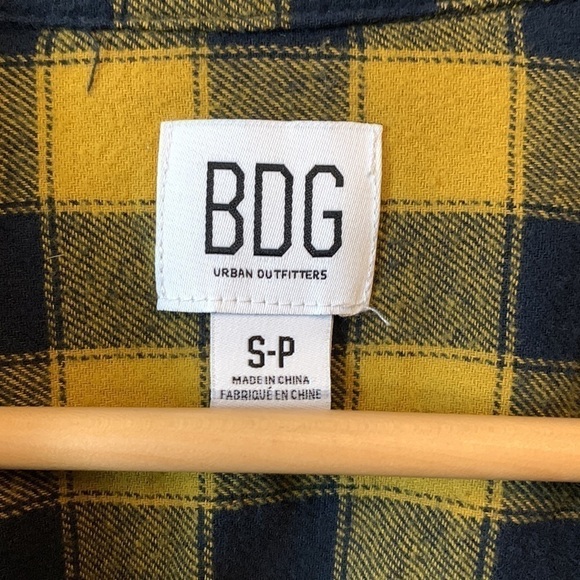 BDG
URBAN OUTFITTERS
S-P
MADE IN CHINA
FABRIQUÉ EN CHINE